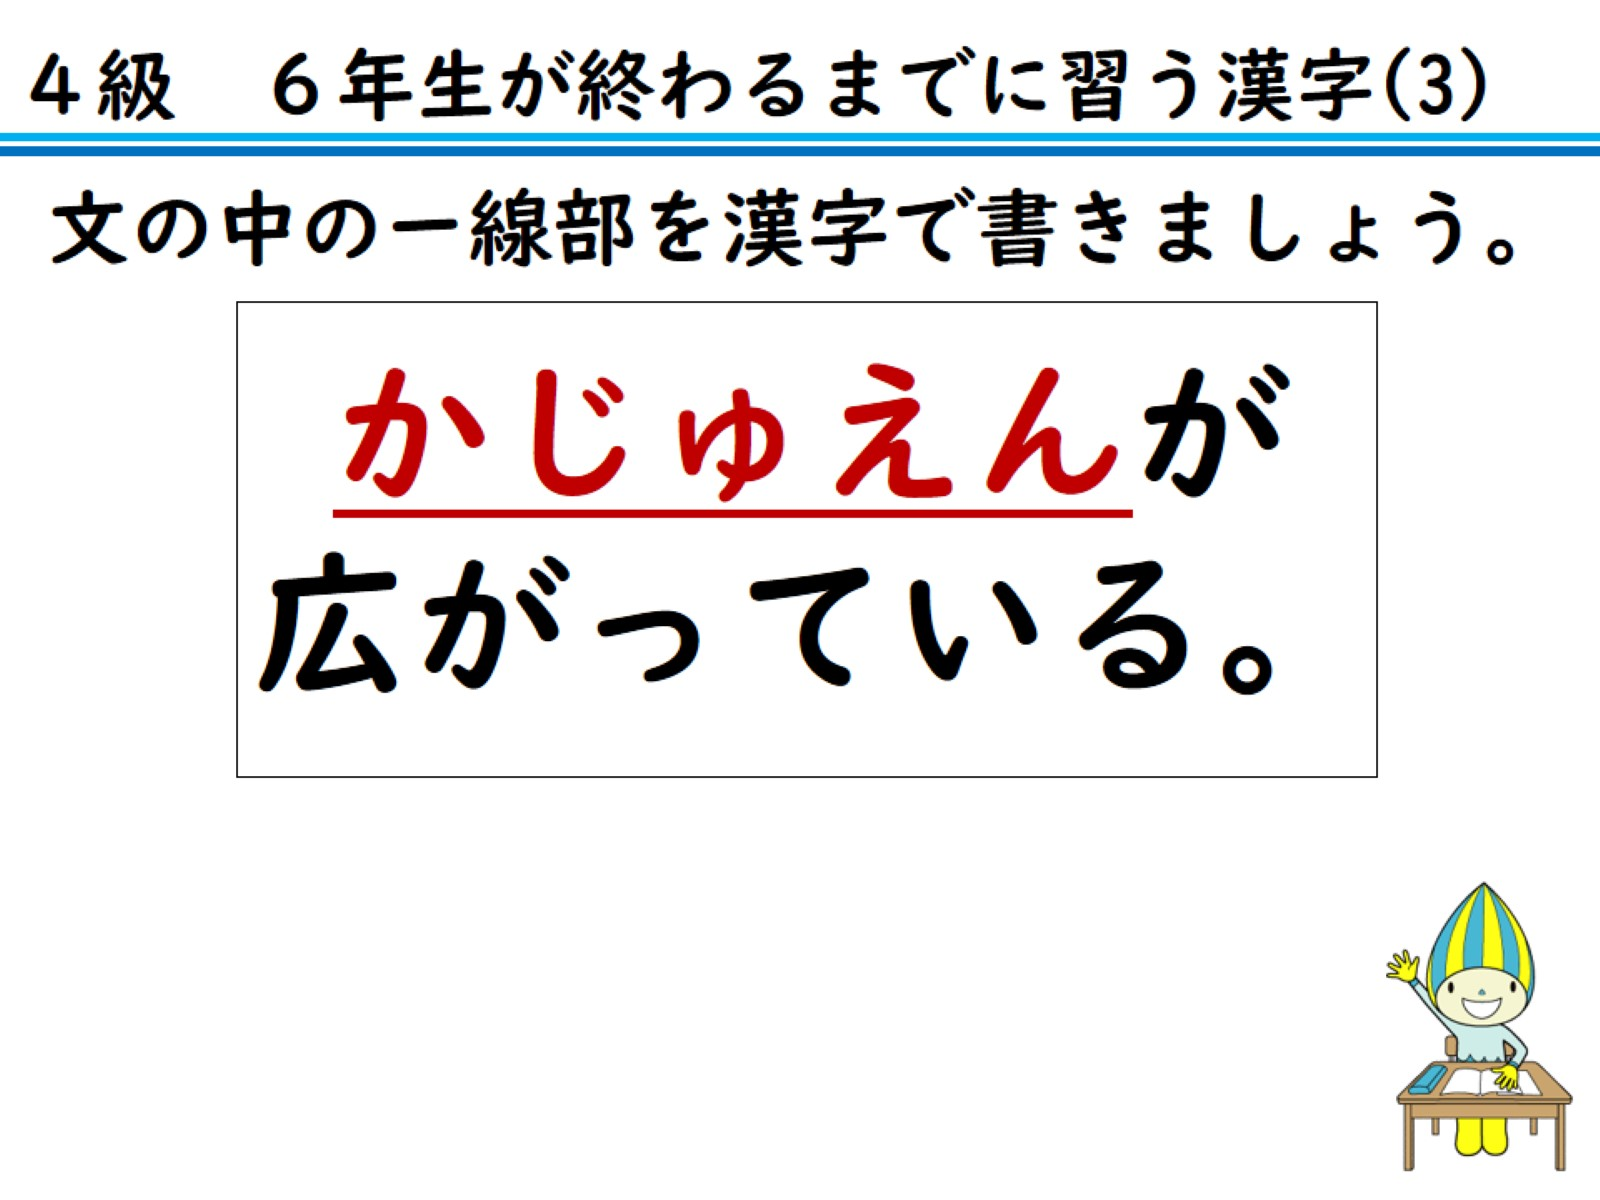 ４級　６年生が終わるまでに習う漢字(3)
文の中の―線部を漢字で書きましょう。
かじゅえんが
広がっている。